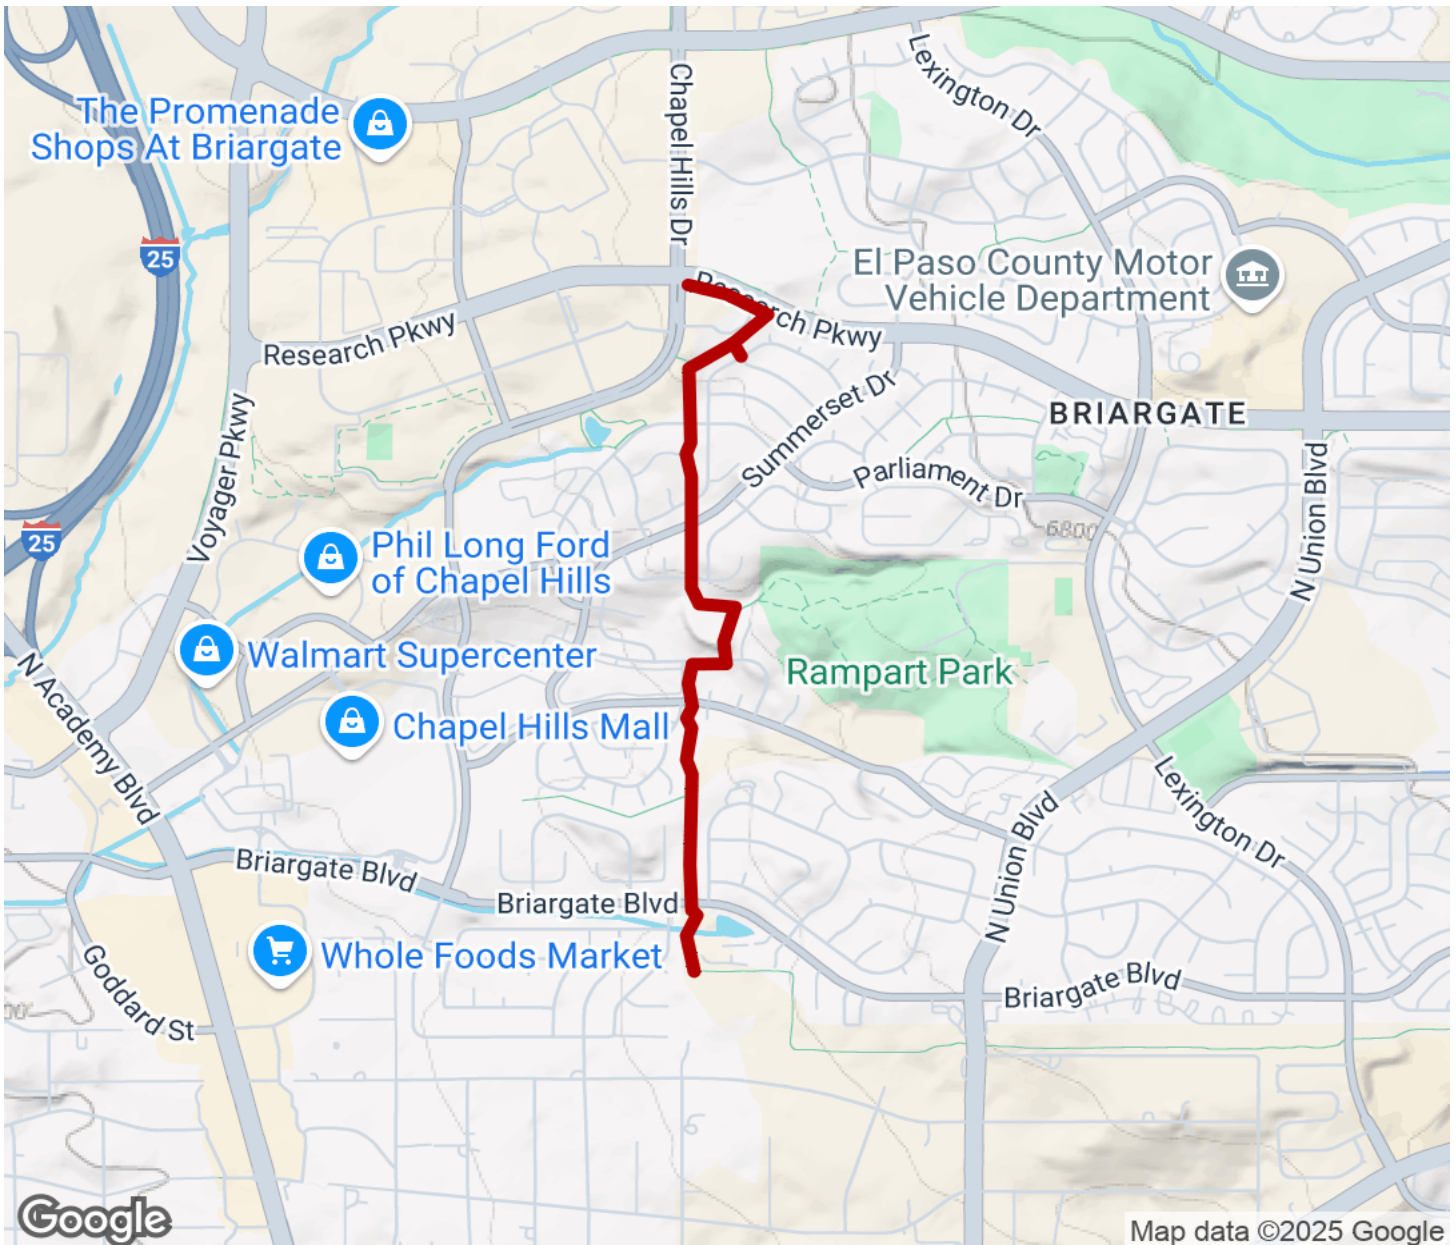 The Promenade
Shops At Briargate
Chapel Hills Dr
Lexington Dr
25
El Paso County Motor
Vehicle Department
Research Pkwy
Research Pkwy
Summerset Dr
BRIARGATE
Voyager Pkwy
Parliament Dr
N Union Blvd
6800
25
Phil Long Ford
of Chapel Hills
Walmart Supercenter
Rampart Park
N Academy Blvd
Chapel Hills Mall
Lexington Dr
N Union Blvd
Briargate Blvd
Briargate Blvd
Whole Foods Market
Goddard St
Briargate Blvd
Google
Map data ©2025 Google